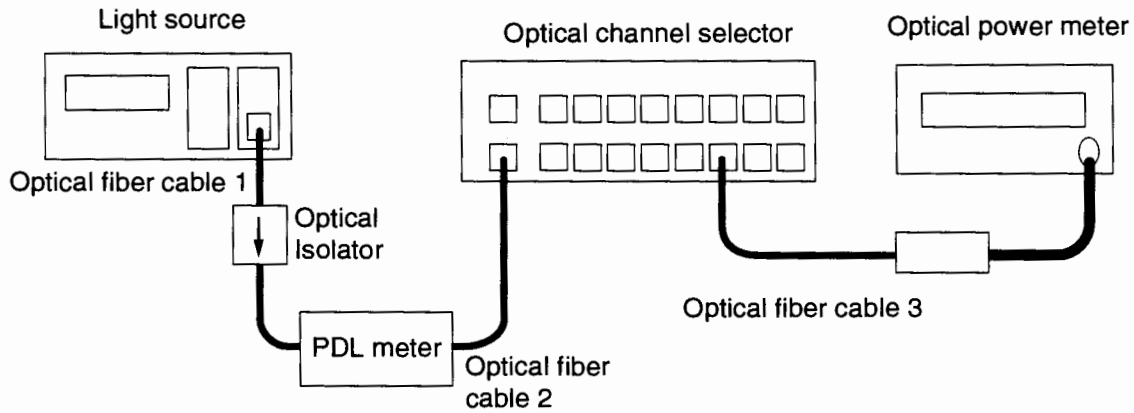 Light source
Optical channel selector
Optical power meter
Optical fiber cable 1
Optical
Isolator
PDL meter
Optical fiber
cable 2
Optical fiber cable 3